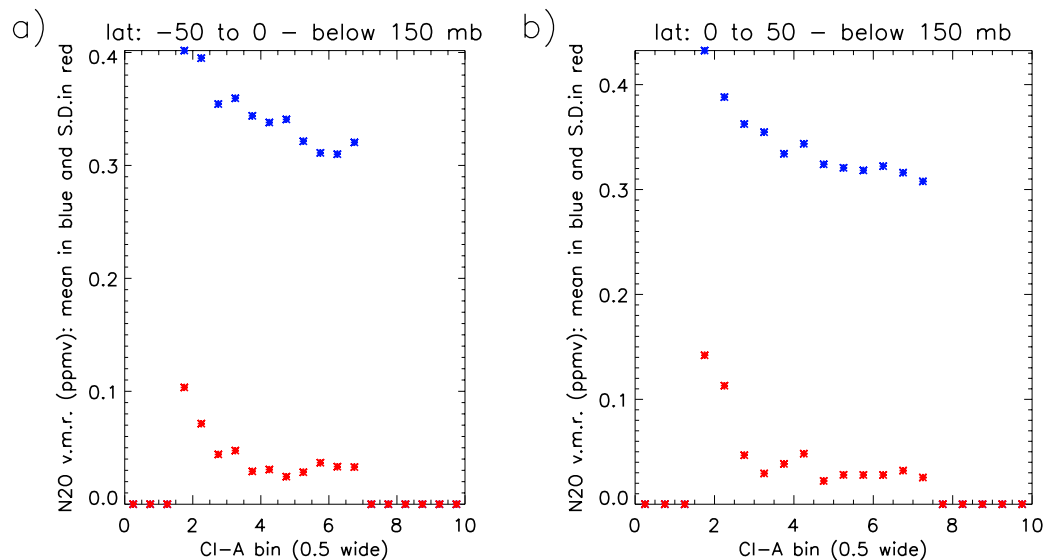 a)
lat: −50 to 0 − below 150 mb
N2O v.m.r. (ppmv): mean in blue and S.D.in red
0.4
0.3
0.2
0.1
0.0
0 2 4 6 8 10
CI−A bin (0.5 wide)
b)
lat: 0 to 50 − below 150 mb
N2O v.m.r. (ppmv): mean in blue and S.D.in red
0.4
0.3
0.2
0.1
0.0
0 2 4 6 8 10
CI−A bin (0.5 wide)